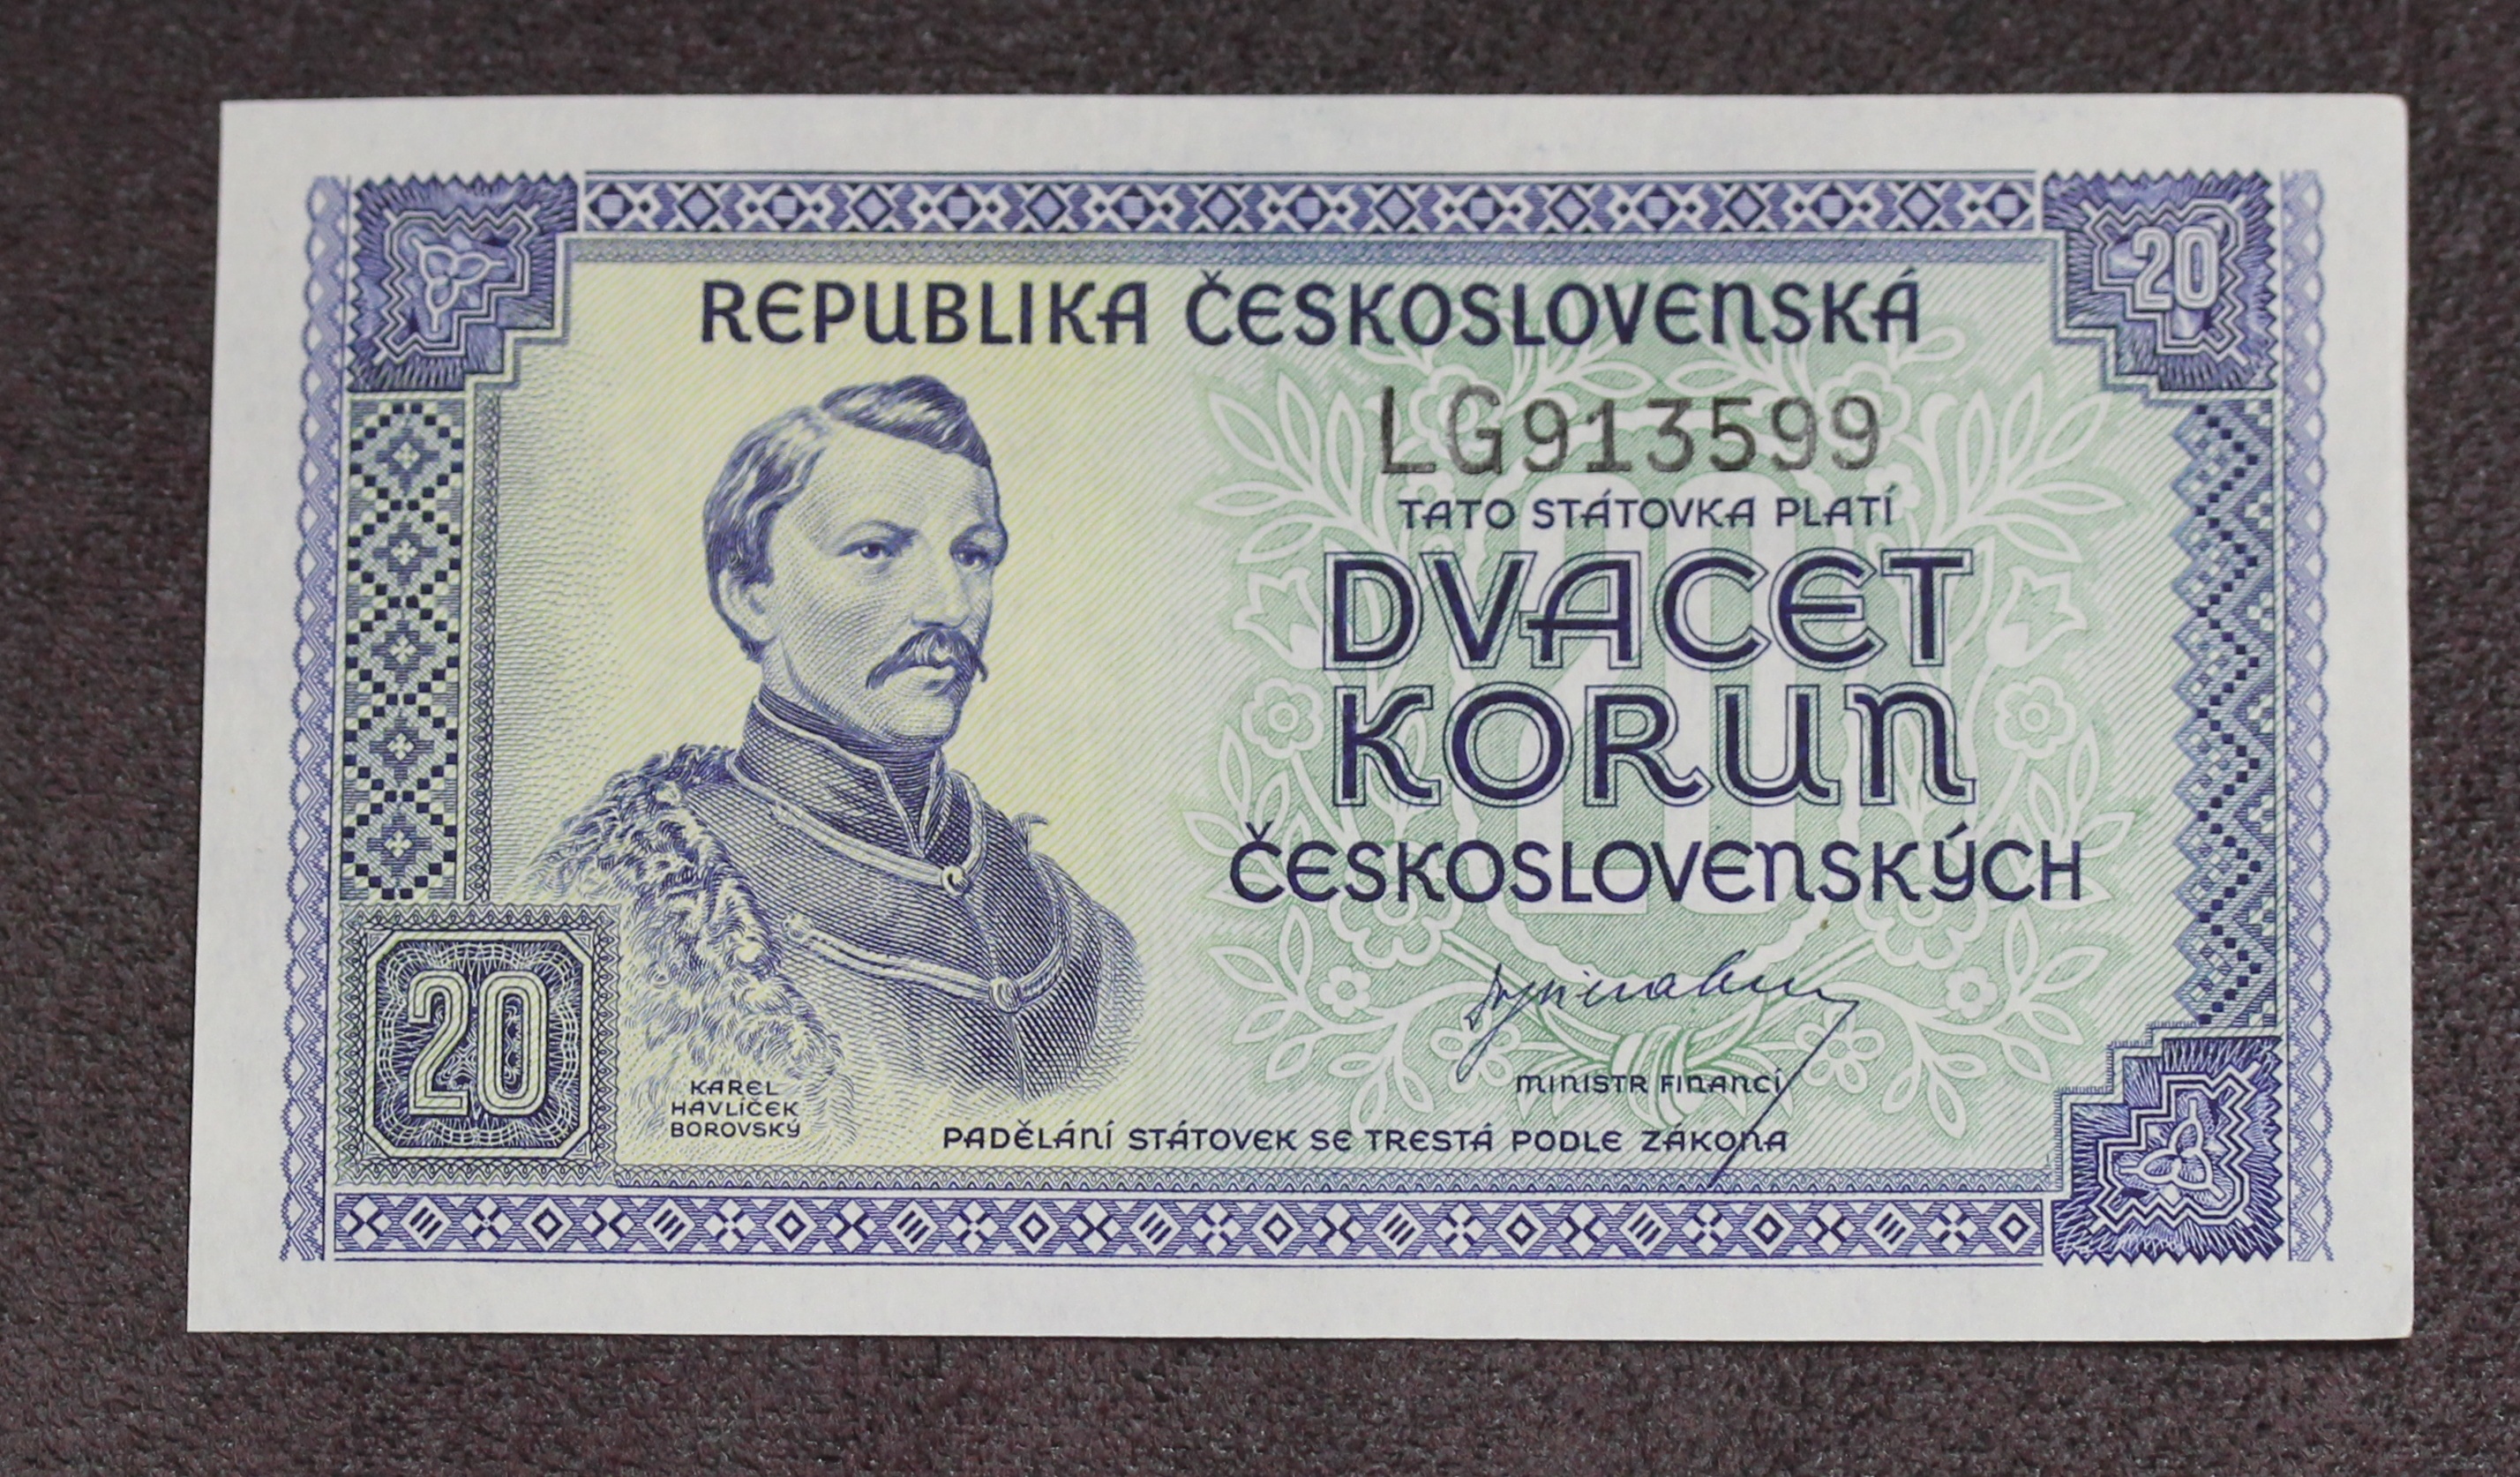 REPUBLIKA ČESKOSLOVENSKÁ
20
LG913599
TATO STÁTOVKA PLATÍ
DVACET
KORUN
ČESKOSLOVENSKÝCH
20
KAREL
HAVLÍČEK
BOROVSKÝ
MINISTR FINANCÍ
PADĚLÁNÍ STÁTOVEK SE TRESTÁ PODLE ZÁKONA